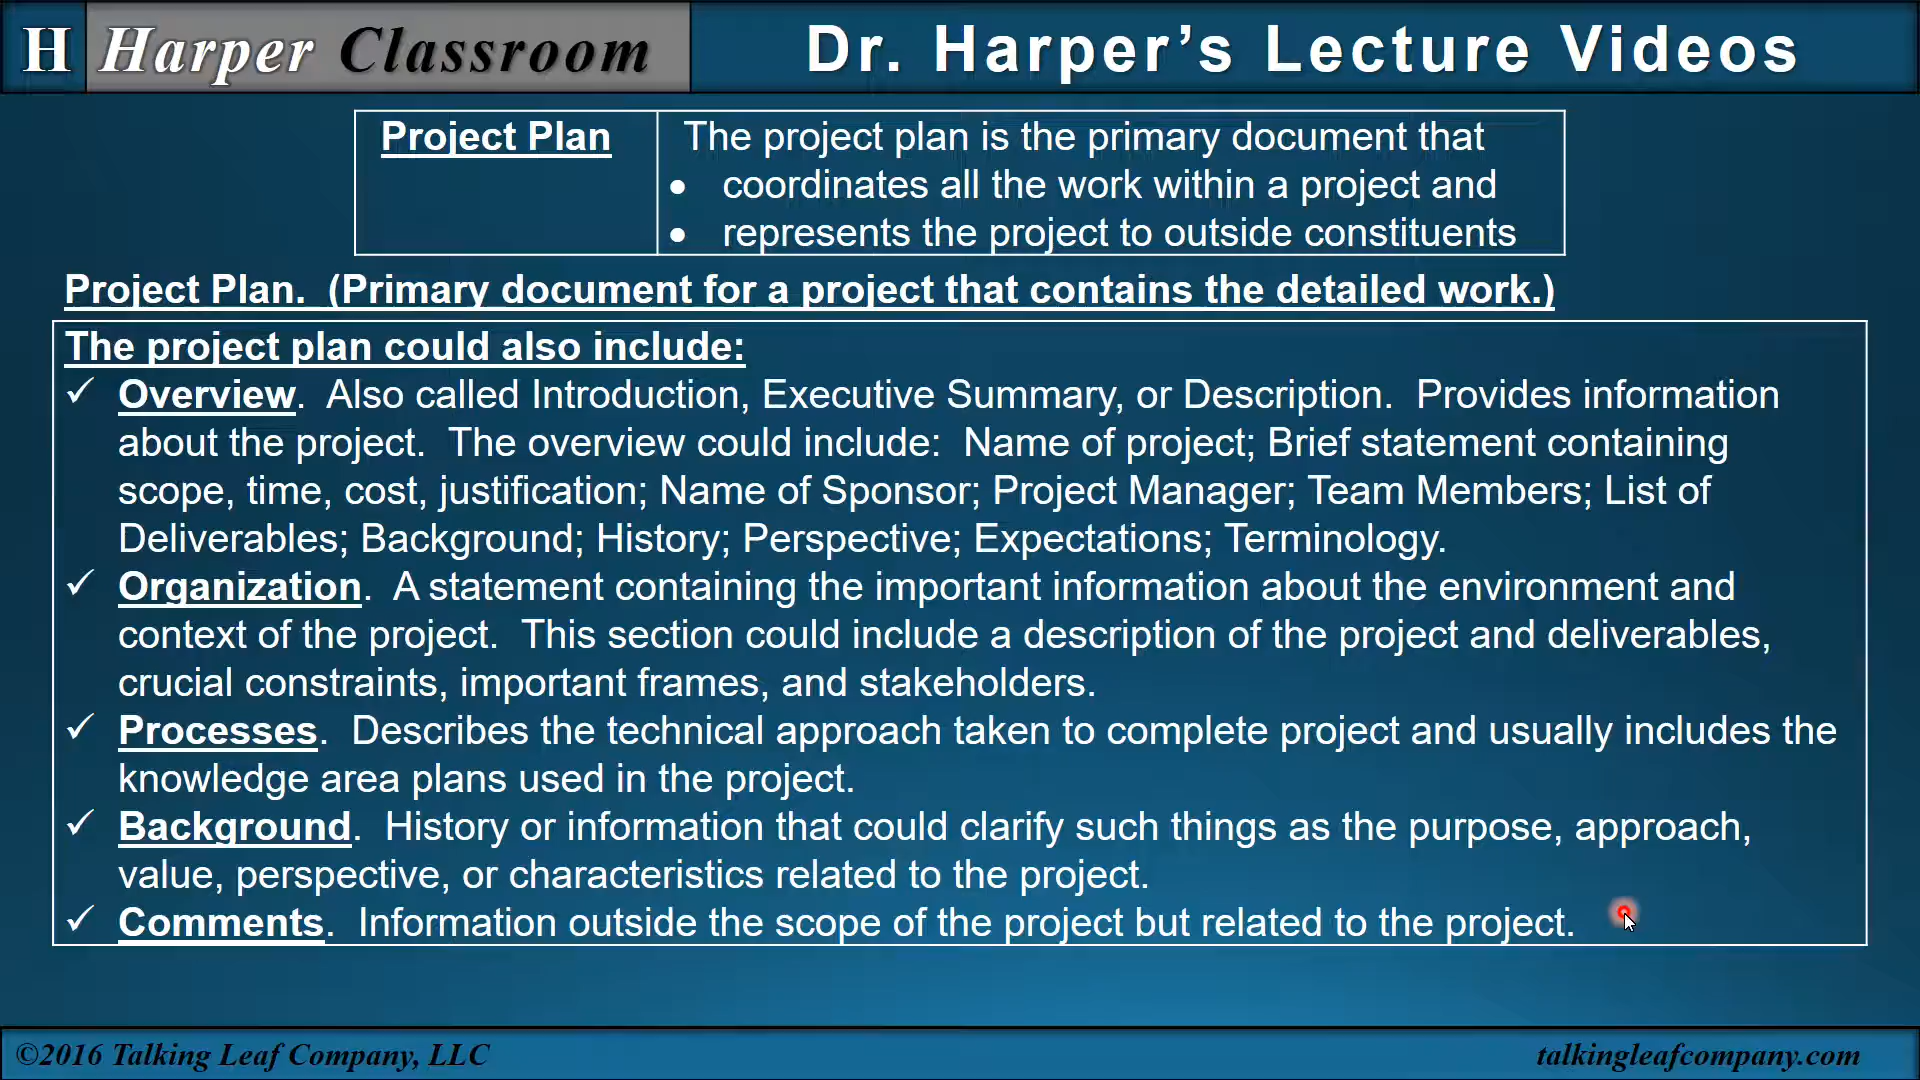 H Harper Classroom Dr. Harper’s Lecture Videos
Project Plan The project plan is the primary document that
• coordinates all the work within a project and
• represents the project to outside constituents
Project Plan. (Primary document for a project that contains the detailed work.)
The project plan could also include:
✓ Overview. Also called Introduction, Executive Summary, or Description. Provides information
about the project. The overview could include: Name of project; Brief statement containing
scope, time, cost, justification; Name of Sponsor; Project Manager; Team Members; List of
Deliverables; Background; History; Perspective; Expectations; Terminology.
✓ Organization. A statement containing the important information about the environment and
context of the project. This section could include a description of the project and deliverables,
crucial constraints, important frames, and stakeholders.
✓ Processes. Describes the technical approach taken to complete project and usually includes the
knowledge area plans used in the project.
✓ Background. History or information that could clarify such things as the purpose, approach,
value, perspective, or characteristics related to the project.
✓ Comments. Information outside the scope of the project but related to the project.
©2016 Talking Leaf Company, LLC talkingleafcompany.com